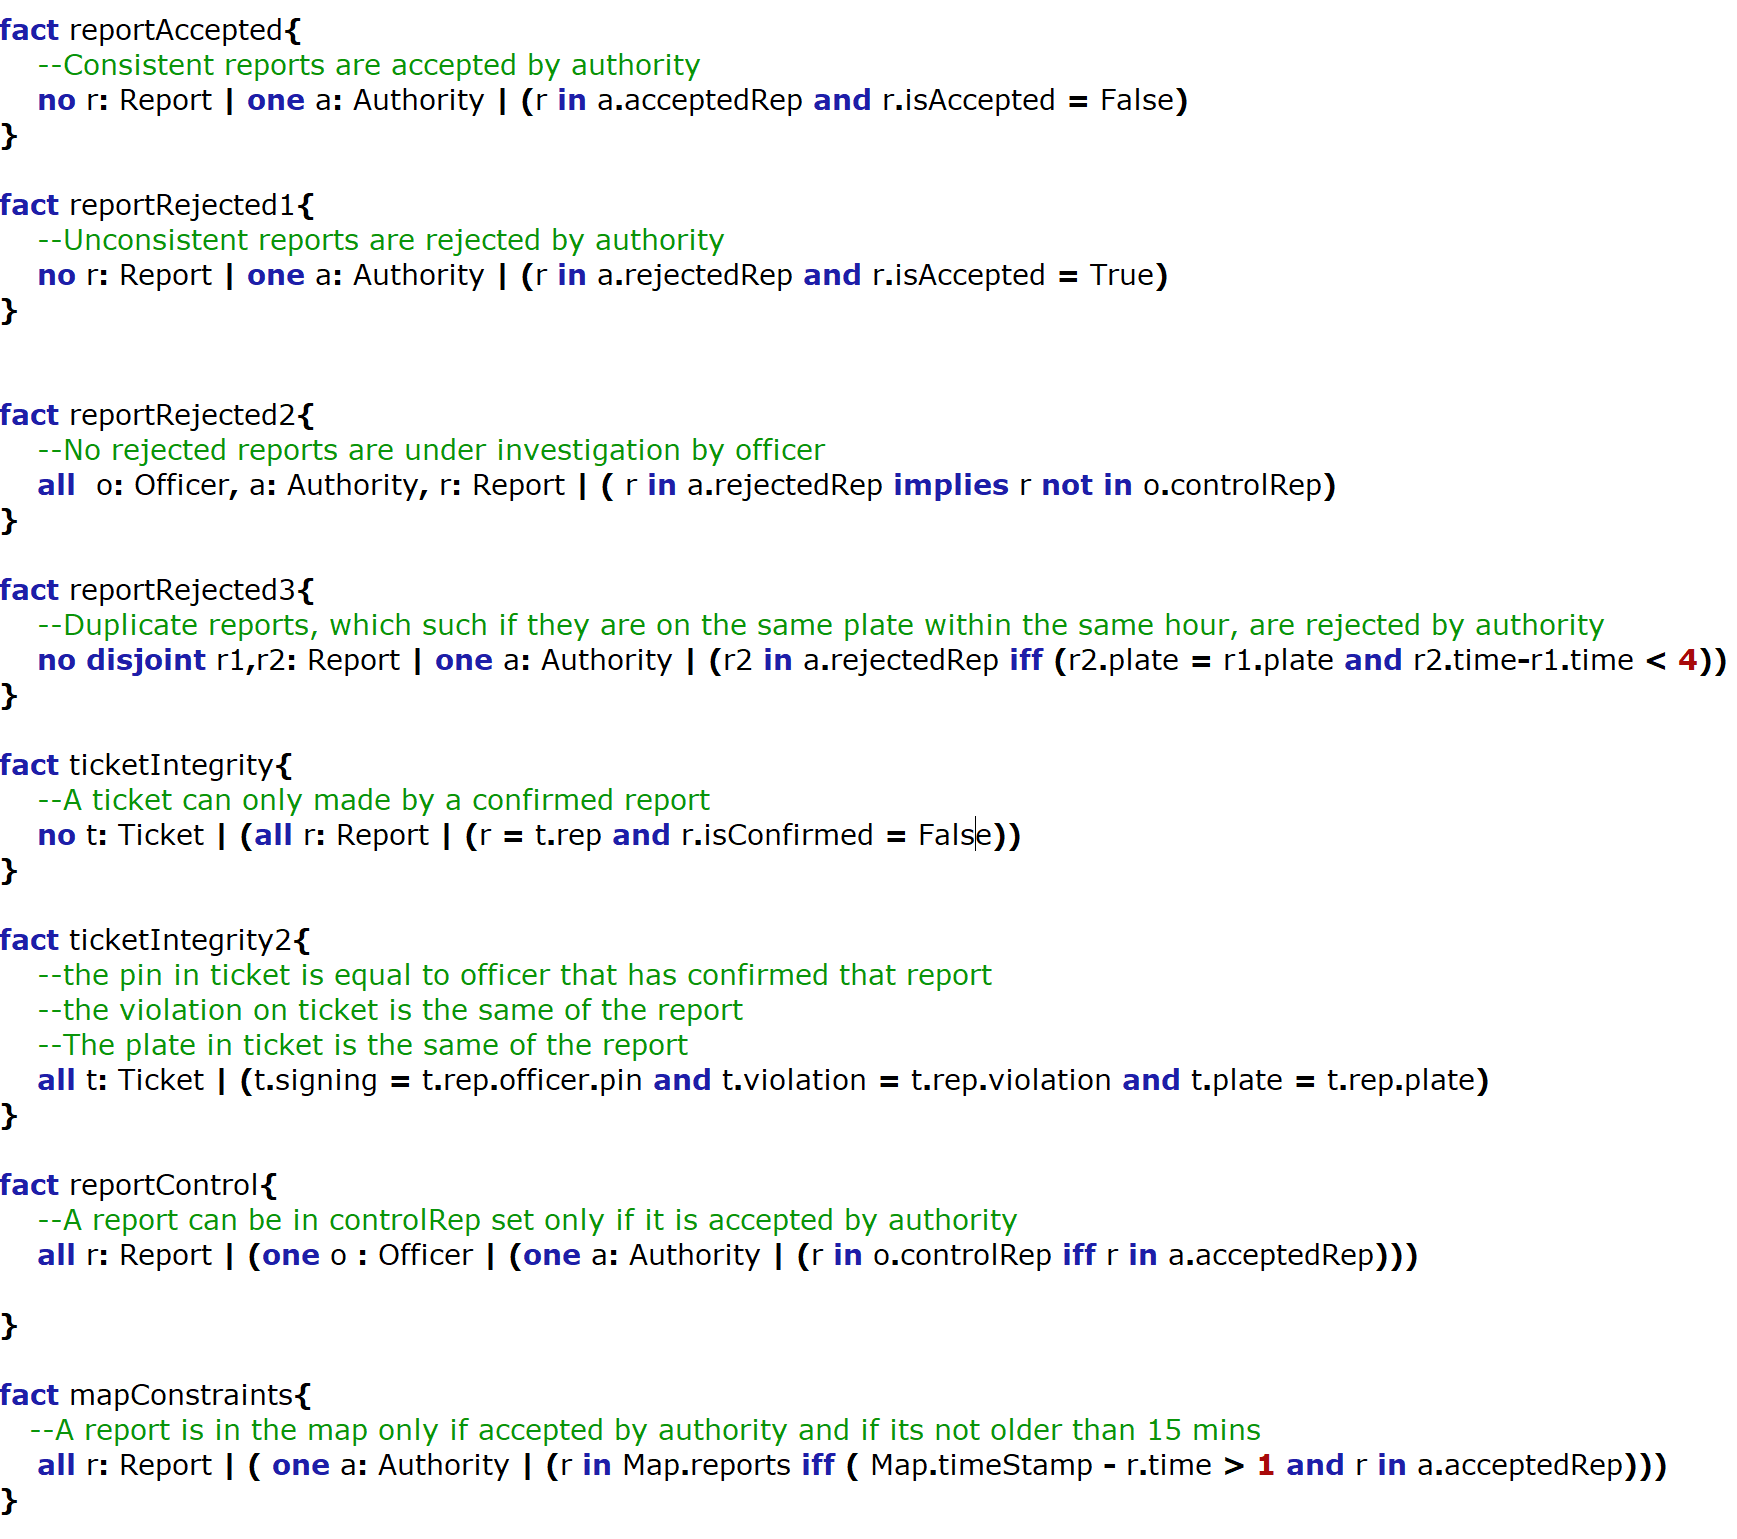 fact reportAccepted{
--Consistent reports are accepted by authority
no r: Report | one a: Authority | (r in a.acceptedRep and r.isAccepted = False)
}
fact reportRejected1{
--Unconsistent reports are rejected by authority
no r: Report | one a: Authority | (r in a.rejectedRep and r.isAccepted = True)
}
fact reportRejected2{
--No rejected reports are under investigation by officer
all  o: Officer, a: Authority, r: Report | ( r in a.rejectedRep implies r not in o.controlRep)
}
fact reportRejected3{
--Duplicate reports, which such if they are on the same plate within the same hour, are rejected by authority
no disjoint r1,r2: Report | one a: Authority | (r2 in a.rejectedRep iff (r2.plate = r1.plate and r2.time-r1.time < 4))
}
fact ticketIntegrity{
--A ticket can only made by a confirmed report
no t: Ticket | (all r: Report | (r = t.rep and r.isConfirmed = False))
}
fact ticketIntegrity2{
--the pin in ticket is equal to officer that has confirmed that report
--the violation on ticket is the same of the report
--The plate in ticket is the same of the report
all t: Ticket | (t.signing = t.rep.officer.pin and t.violation = t.rep.violation and t.plate = t.rep.plate)
}
fact reportControl{
--A report can be in controlRep set only if it is accepted by authority
all r: Report | (one o : Officer | (one a: Authority | (r in o.controlRep iff r in a.acceptedRep)))
}
fact mapConstraints{
--A report is in the map only if accepted by authority and if its not older than 15 mins
all r: Report | ( one a: Authority | (r in Map.reports iff ( Map.timeStamp - r.time > 1 and r in a.acceptedRep)))
}